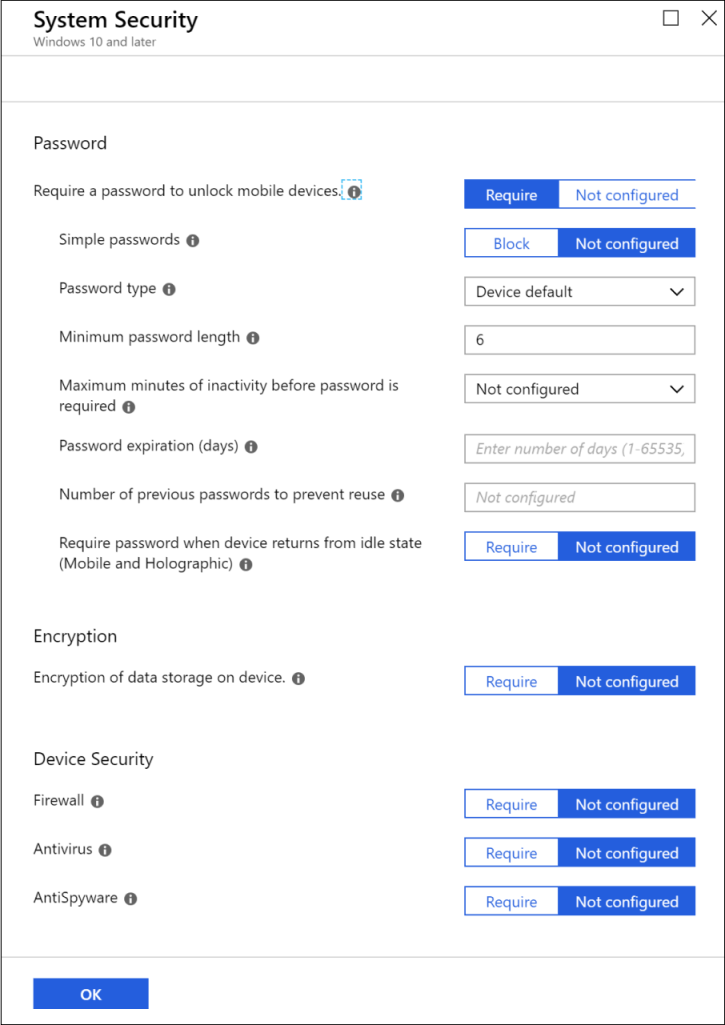 System Security
Windows 10 and later
Password
Require a password to unlock mobile devices.
Require Not configured
Simple passwords
Block Not configured
Password type
Device default
Minimum password length
6
Maximum minutes of inactivity before password is
required
Not configured
Password expiration (days)
Enter number of days (1-65535,
Number of previous passwords to prevent reuse
Not configured
Require password when device returns from idle state
(Mobile and Holographic)
Require Not configured
Encryption
Encryption of data storage on device.
Require Not configured
Device Security
Firewall
Require Not configured
Antivirus
Require Not configured
AntiSpyware
Require Not configured
OK